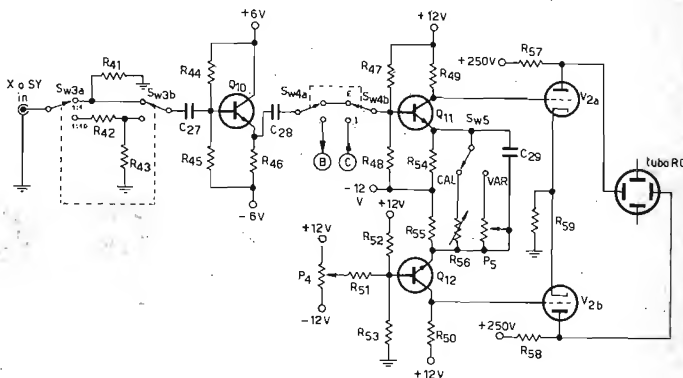 +6V
+12V
X o SY
in
Sw3a
R41
Sw3b
1:1
1:10
R42
R43
R44
Q10
C27
R45
R46
-6V
C28
Sw4a
E
Sw4b
I
B
C
R47
R49
Q11
R48
R54
-12
V
Sw5
CAL
VAR
C29
R55
R56
P5
+12V
R52
+12V
P4
R51
-12V
R53
Q12
R50
+12V
+250V
R57
V2a
tubo RC
R59
V2b
+250V
R58